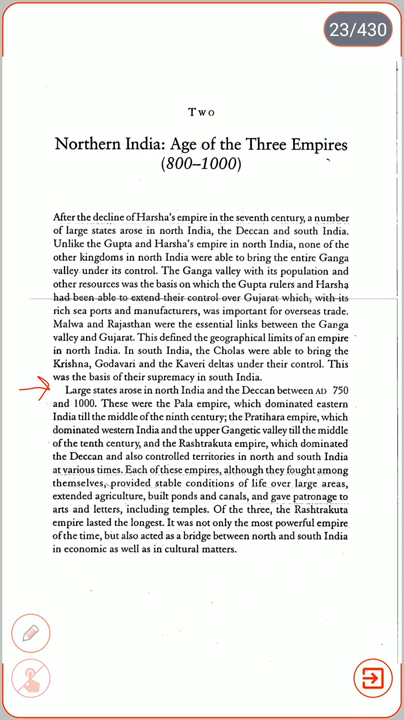 23/430
Two
Northern India: Age of the Three Empires
(800–1000)
After the decline of Harsha's empire in the seventh century, a number
of large states arose in north India, the Deccan and south India.
Unlike the Gupta and Harsha's empire in north India, none of the
other kingdoms in north India were able to bring the entire Ganga
valley under its control. The Ganga valley with its population and
other resources was the basis on which the Gupta rulers and Harsha
had been able to extend their control over Gujarat which, with its
rich sea ports and manufacturers, was important for overseas trade.
Malwa and Rajasthan were the essential links between the Ganga
valley and Gujarat. This defined the geographical limits of an empire
in north India. In south India, the Cholas were able to bring the
Krishna, Godavari and the Kaveri deltas under their control. This
was the basis of their supremacy in south India.
Large states arose in north India and the Deccan between AD 750
and 1000. These were the Pala empire, which dominated eastern
India till the middle of the ninth century; the Pratihara empire, which
dominated western India and the upper Gangetic valley till the middle
of the tenth century, and the Rashtrakuta empire, which dominated
the Deccan and also controlled territories in north and south India
at various times. Each of these empires, although they fought among
themselves, provided stable conditions of life over large areas,
extended agriculture, built ponds and canals, and gave patronage to
arts and letters, including temples. Of the three, the Rashtrakuta
empire lasted the longest. It was not only the most powerful empire
of the time, but also acted as a bridge between north and south India
in economic as well as in cultural matters.